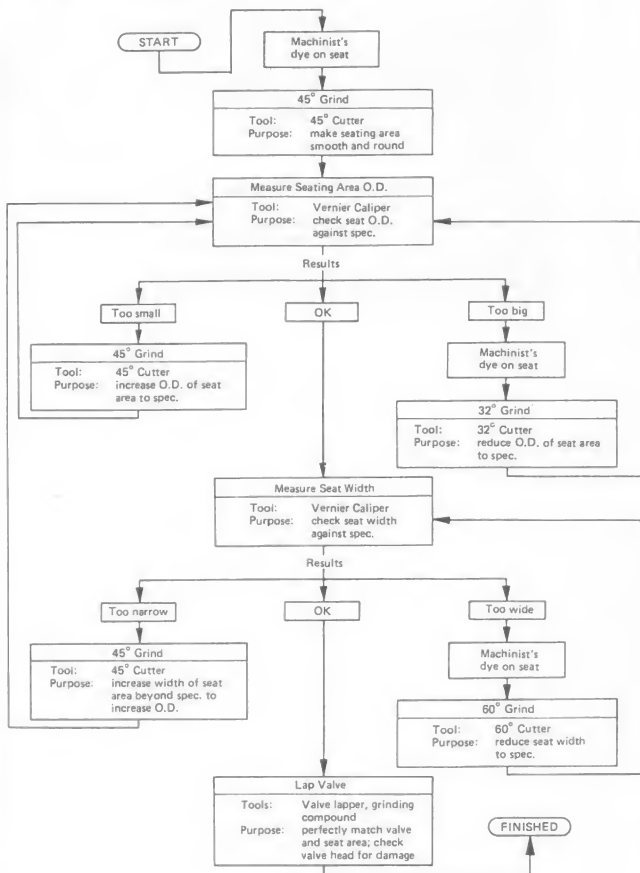 START
Machinist's
dye on seat
45° Grind
Tool: 45° Cutter
Purpose: make seating area
smooth and round
Measure Seating Area O.D.
Tool: Vernier Caliper
Purpose: check seat O.D.
against spec.
Results
Too small
OK
Too big
45° Grind
Tool: 45° Cutter
Purpose: increase O.D. of seat
area to spec.
Machinist's
dye on seat
32° Grind
Tool: 32° Cutter
Purpose: reduce O.D. of seat area
to spec.
Measure Seat Width
Tool: Vernier Caliper
Purpose: check seat width
against spec.
Results
Too narrow
OK
Too wide
45° Grind
Tool: 45° Cutter
Purpose: increase width of seat
area beyond spec. to
increase O.D.
Machinist's
dye on seat
60° Grind
Tool: 60° Cutter
Purpose: reduce seat width
to spec.
Lap Valve
Tools: Valve lapper, grinding
compound
Purpose: perfectly match valve
and seat area; check
valve head for damage
FINISHED